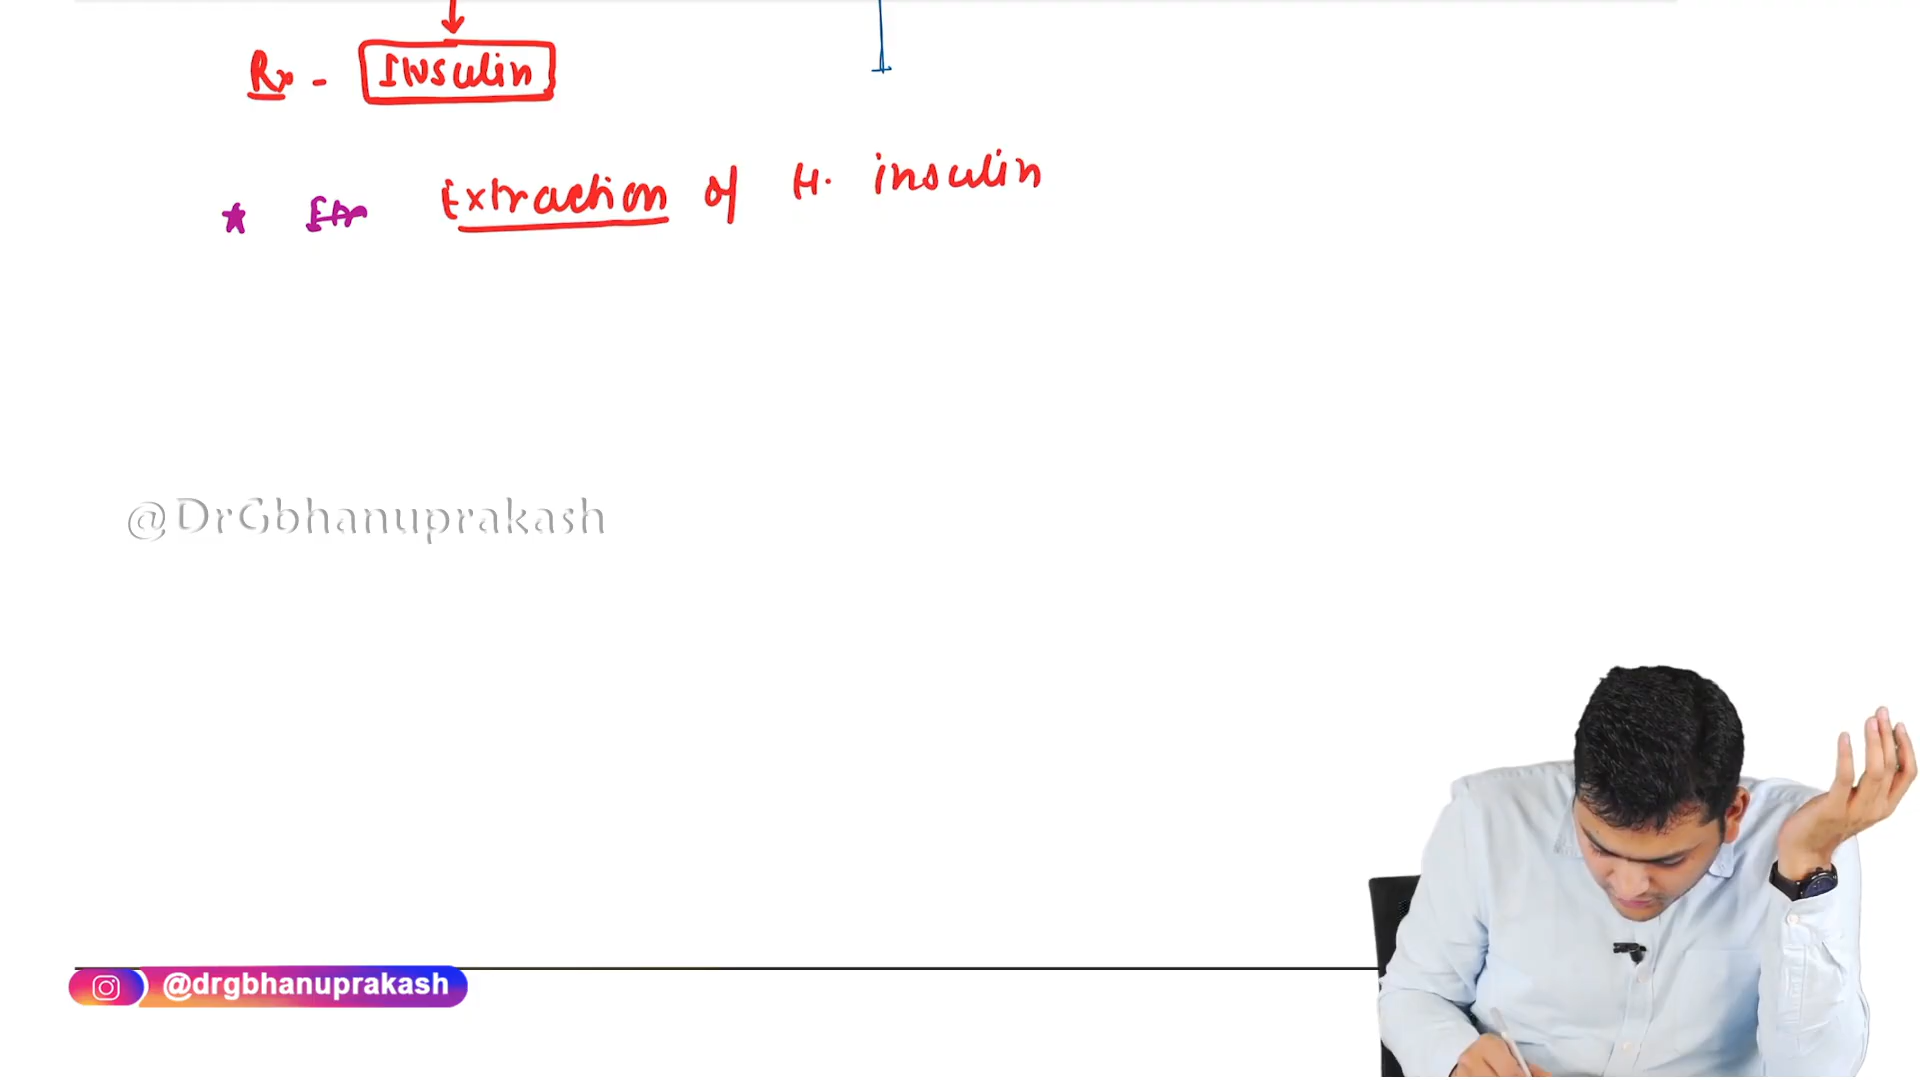 Rx - Insulin
* Extraction of H. insulin
@DrGbhanuprakash
@drgbhanuprakash